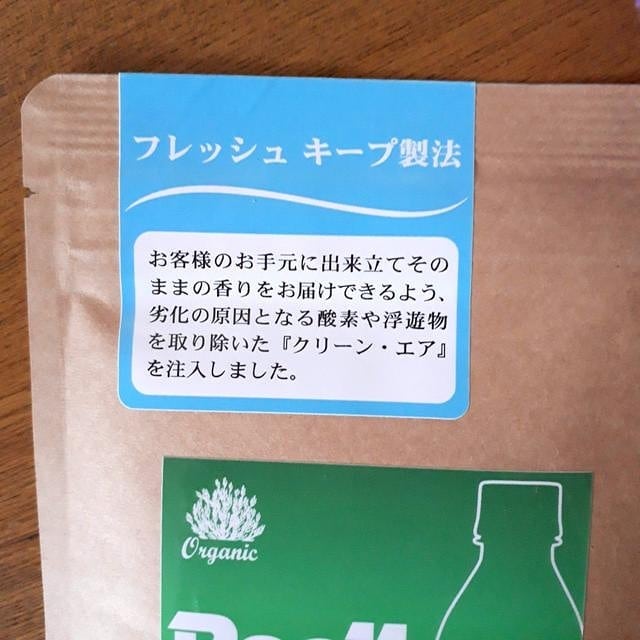 フレッシュ キープ製法
お客様のお手元に出来立てその
ままの香りをお届けできるよう、
劣化の原因となる酸素や浮遊物
を取り除いた『クリーン・エア』
を注入しました。
Organic